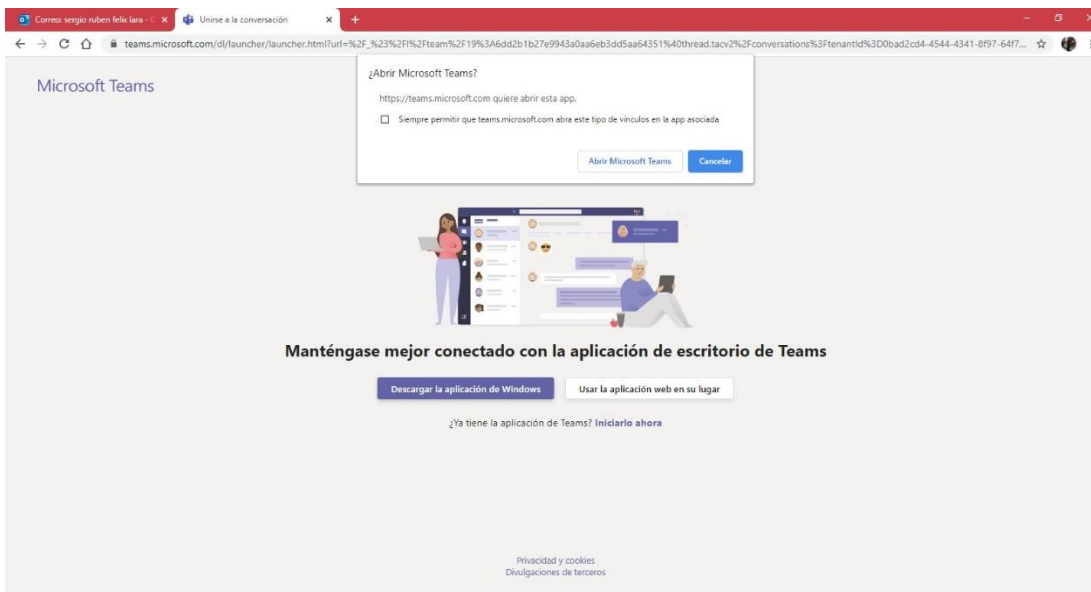 Correo: sergio ruben felix lara -
Unirse a la conversación
teams.microsoft.com/dl/launcher/launcher.html?url=%2F_%23%2Fl%2Fteam%2F19%3A6dd2b1b27e9943a0aa6eb3dd5aa64351%40thread.tacv2%2Fconversations%3FtenantId%3D0bad2cd4-4544-4341-8f97-64f7...
Microsoft Teams
¿Abrir Microsoft Teams?
https://teams.microsoft.com quiere abrir esta app.
Siempre permitir que teams.microsoft.com abra este tipo de vínculos en la app asociada
Abrir Microsoft Teams
Cancelar
Manténgase mejor conectado con la aplicación de escritorio de Teams
Descargar la aplicación de Windows
Usar la aplicación web en su lugar
¿Ya tiene la aplicación de Teams? Iniciarlo ahora
Privacidad y cookies
Divulgaciones de terceros